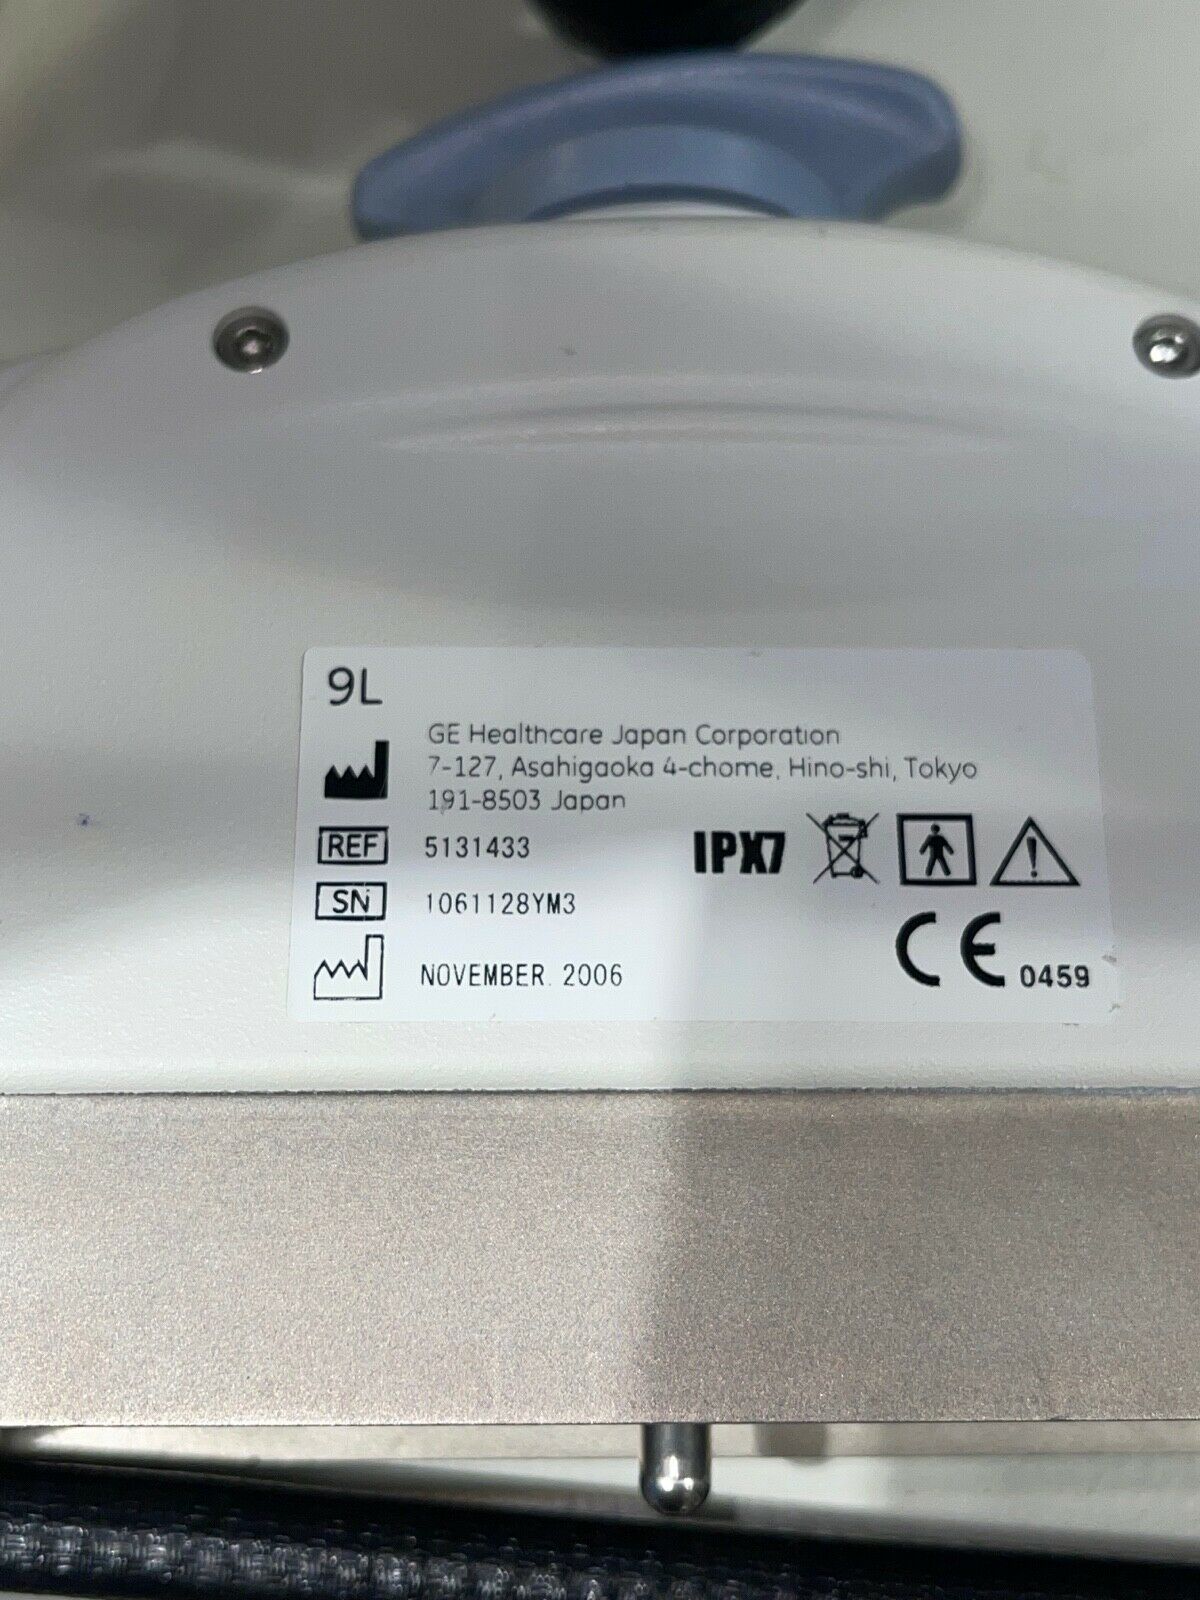 9L
GE Healthcare Japan Corporation
7-127, Asahigaoka 4-chome, Hino-shi, Tokyo
191-8503 Japan
REF 5131433
IPX7
SN 1061128YM3
NOVEMBER. 2006
CE 0459